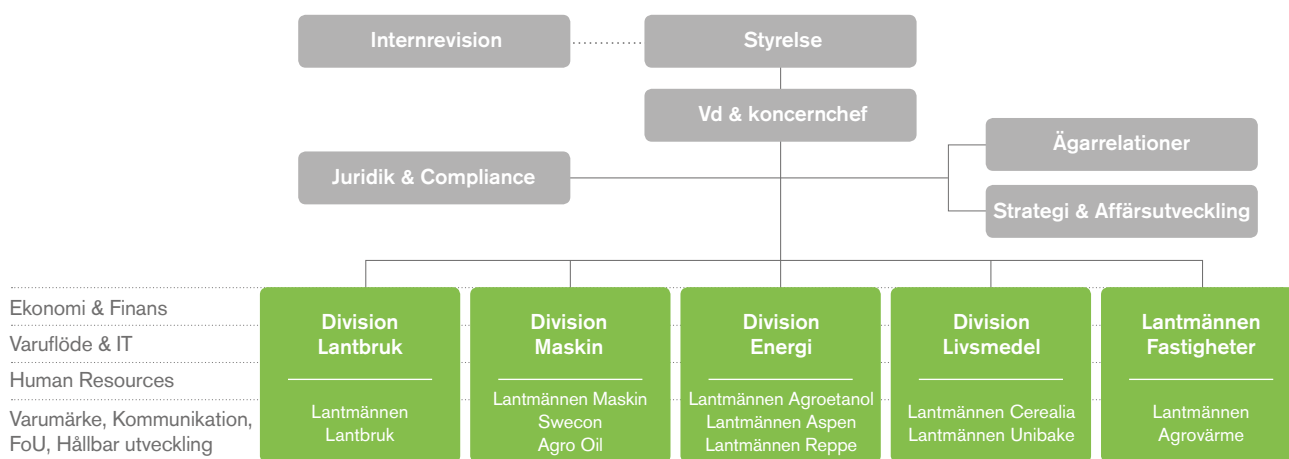 Internrevision
Styrelse
Vd & koncernchef
Ägarrelationer
Juridik & Compliance
Strategi & Affärsutveckling
Ekonomi & Finans
Varuflöde & IT
Human Resources
Varumärke, Kommunikation,
FoU, Hållbar utveckling
Division
Lantbruk
Lantmännen
Lantbruk
Division
Maskin
Lantmännen Maskin
Swecon
Agro Oil
Division
Energi
Lantmännen Agroetanol
Lantmännen Aspen
Lantmännen Reppe
Division
Livsmedel
Lantmännen Cerealia
Lantmännen Unibake
Lantmännen
Fastigheter
Lantmännen
Agrovärme